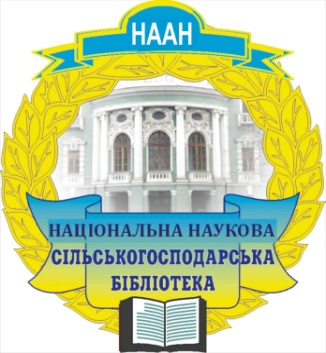 НААН
НАЦІОНАЛЬНА НАУКОВА
СІЛЬСЬКОГОСПОДАРСЬКА
БІБЛІОТЕКА